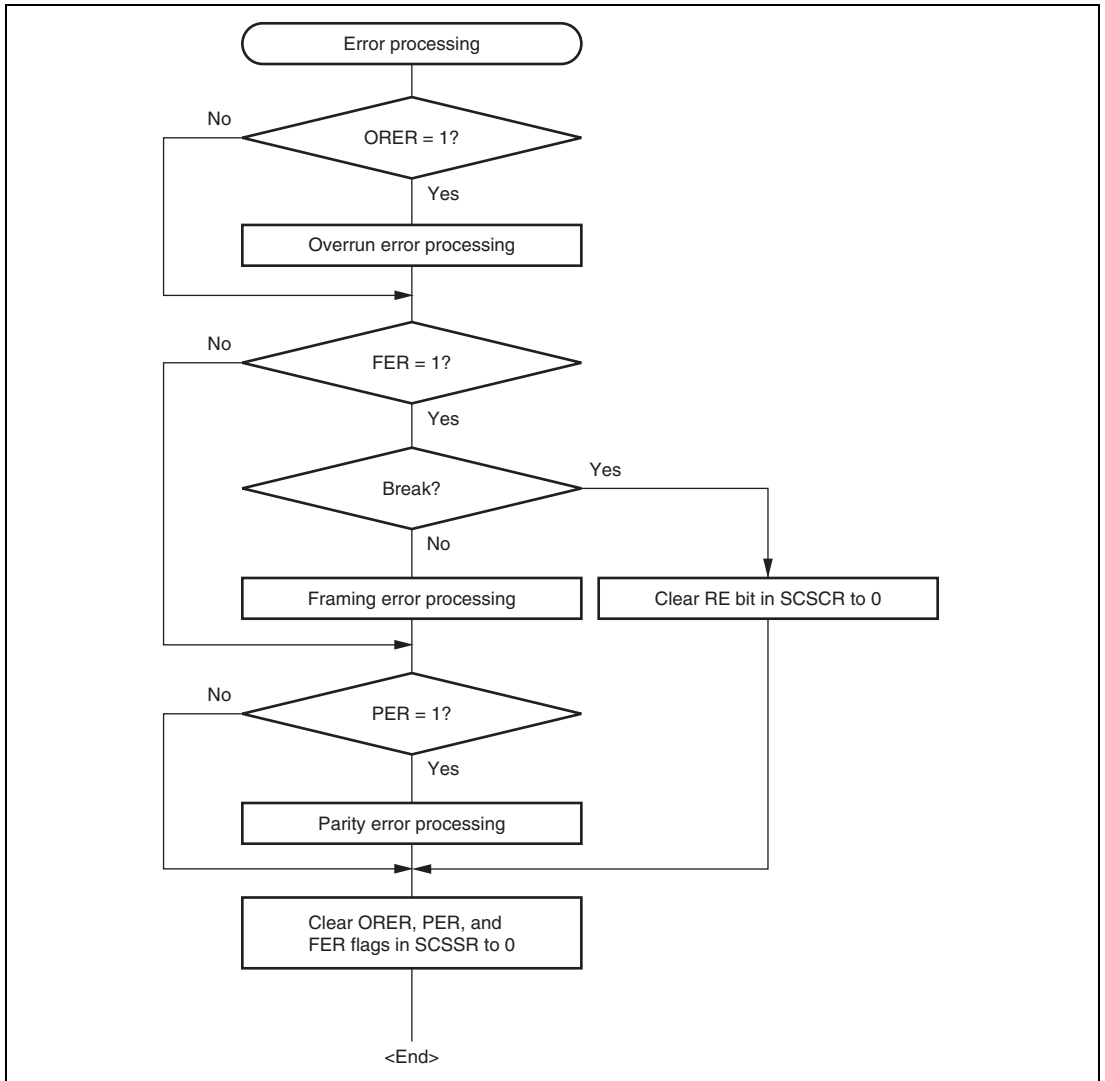 Error processing
No
ORER = 1?
Yes
Overrun error processing
No
FER = 1?
Yes
Yes
Break?
No
Framing error processing
Clear RE bit in SCSCR to 0
No
PER = 1?
Yes
Parity error processing
Clear ORER, PER, and
FER flags in SCSSR to 0
<End>